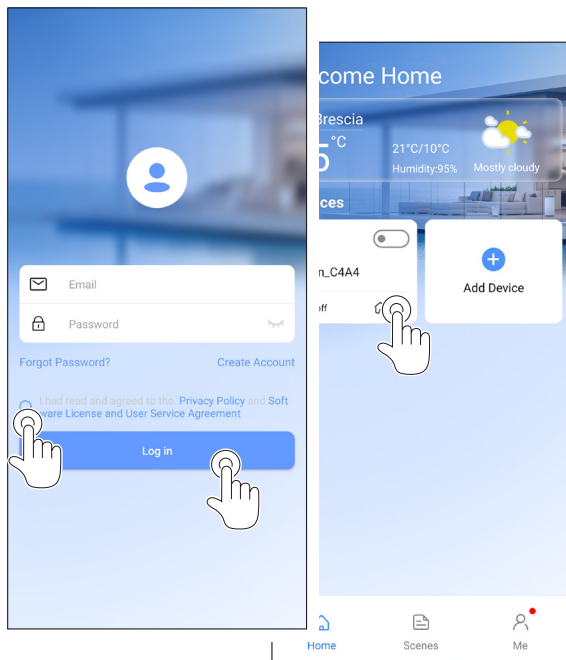 Email
Password
Forgot Password?
Create Account
I had read and agreed to the Privacy Policy and Soft
ware License and User Service Agreement
Log in
come Home
Brescia
5°C
21°C/10°C
Humidity:95%
Mostly cloudy
ces
n_C4A4
off
Add Device
Home
Scenes
Me